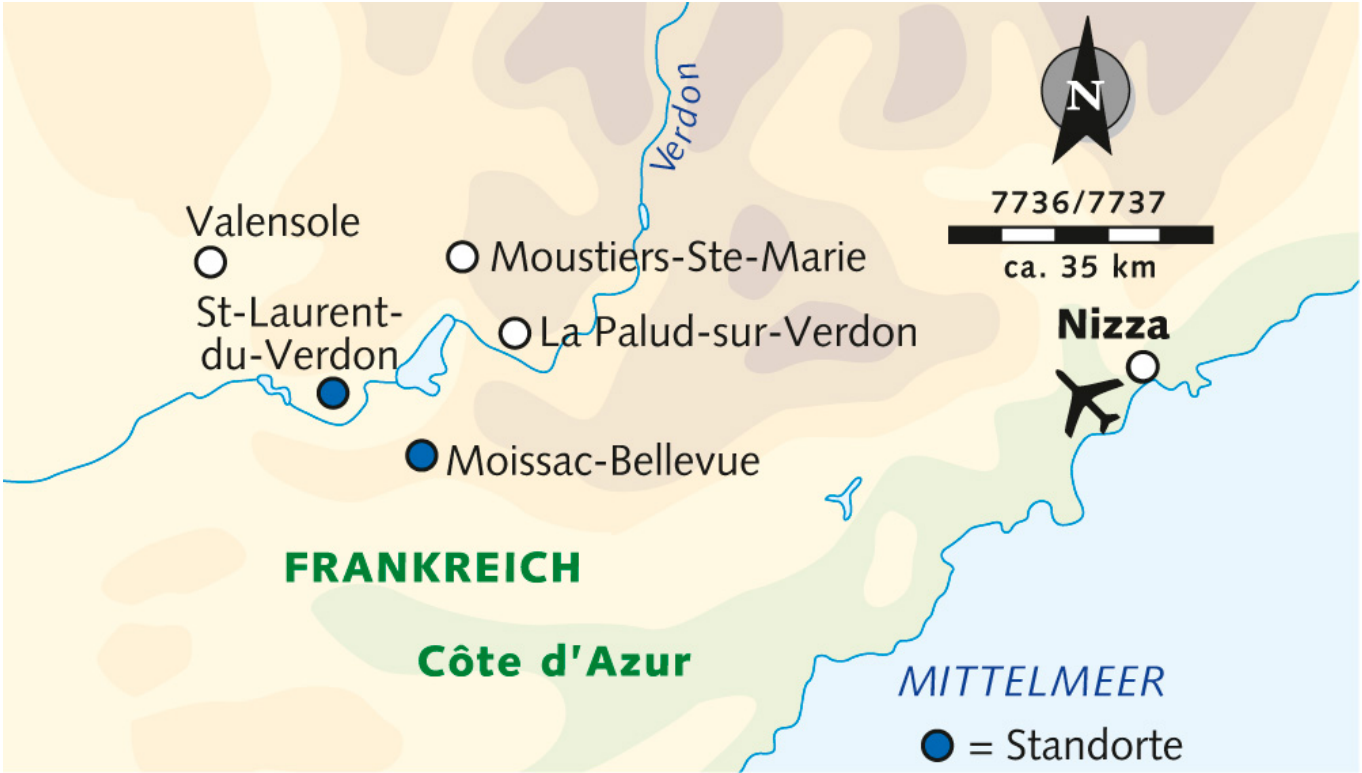 N
Verdon
7736/7737
ca. 35 km
Valensole
Moustiers-Ste-Marie
St-Laurent-
du-Verdon
La Palud-sur-Verdon
Nizza
Moissac-Bellevue
FRANKREICH
Côte d'Azur
MITTELMEER
= Standorte